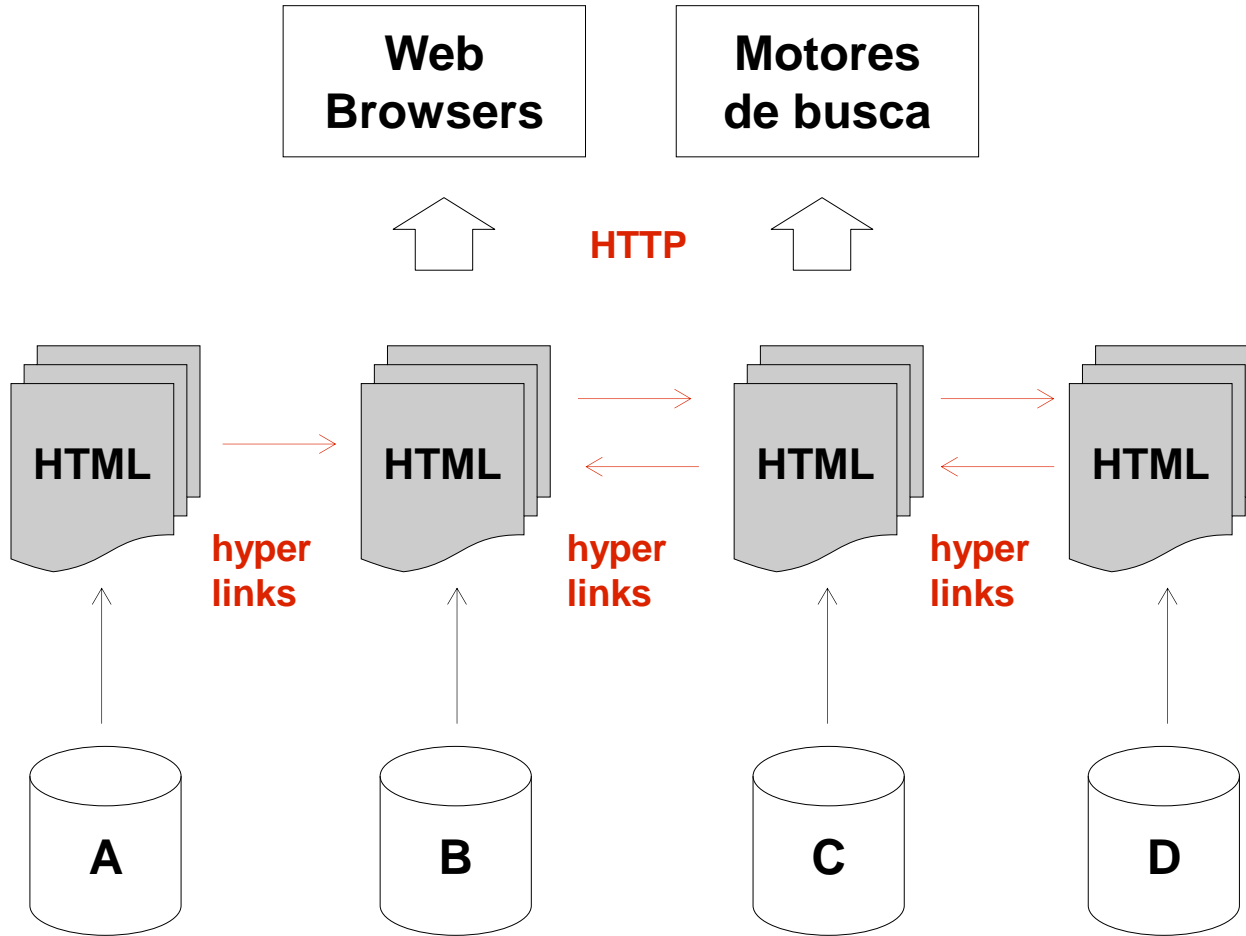 Web
Browsers
Motores
de busca
HTTP
HTML
HTML
HTML
HTML
hyper
links
hyper
links
hyper
links
A
B
C
D